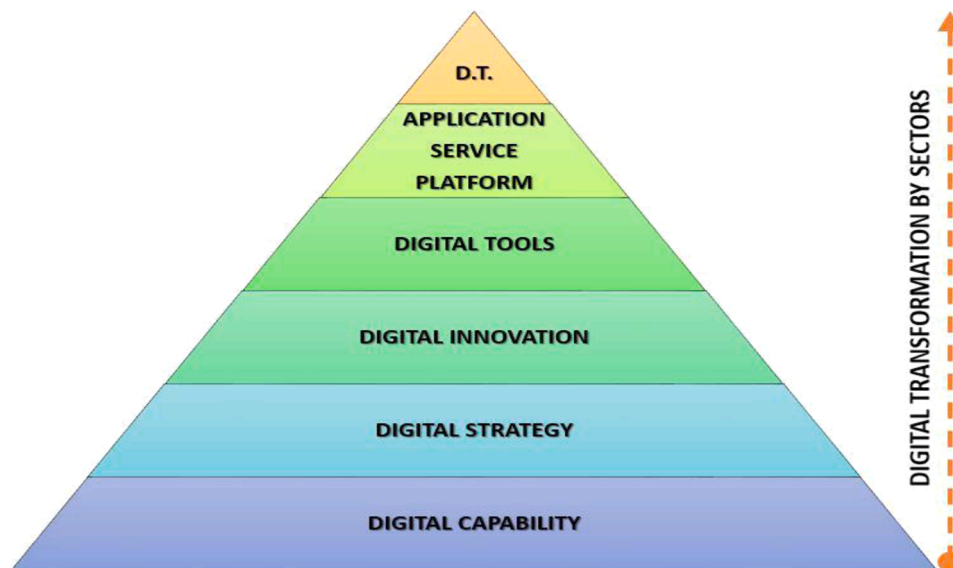 D.T.
APPLICATION
SERVICE
PLATFORM
DIGITAL TOOLS
DIGITAL INNOVATION
DIGITAL STRATEGY
DIGITAL CAPABILITY
DIGITAL TRANSFORMATION BY SECTORS